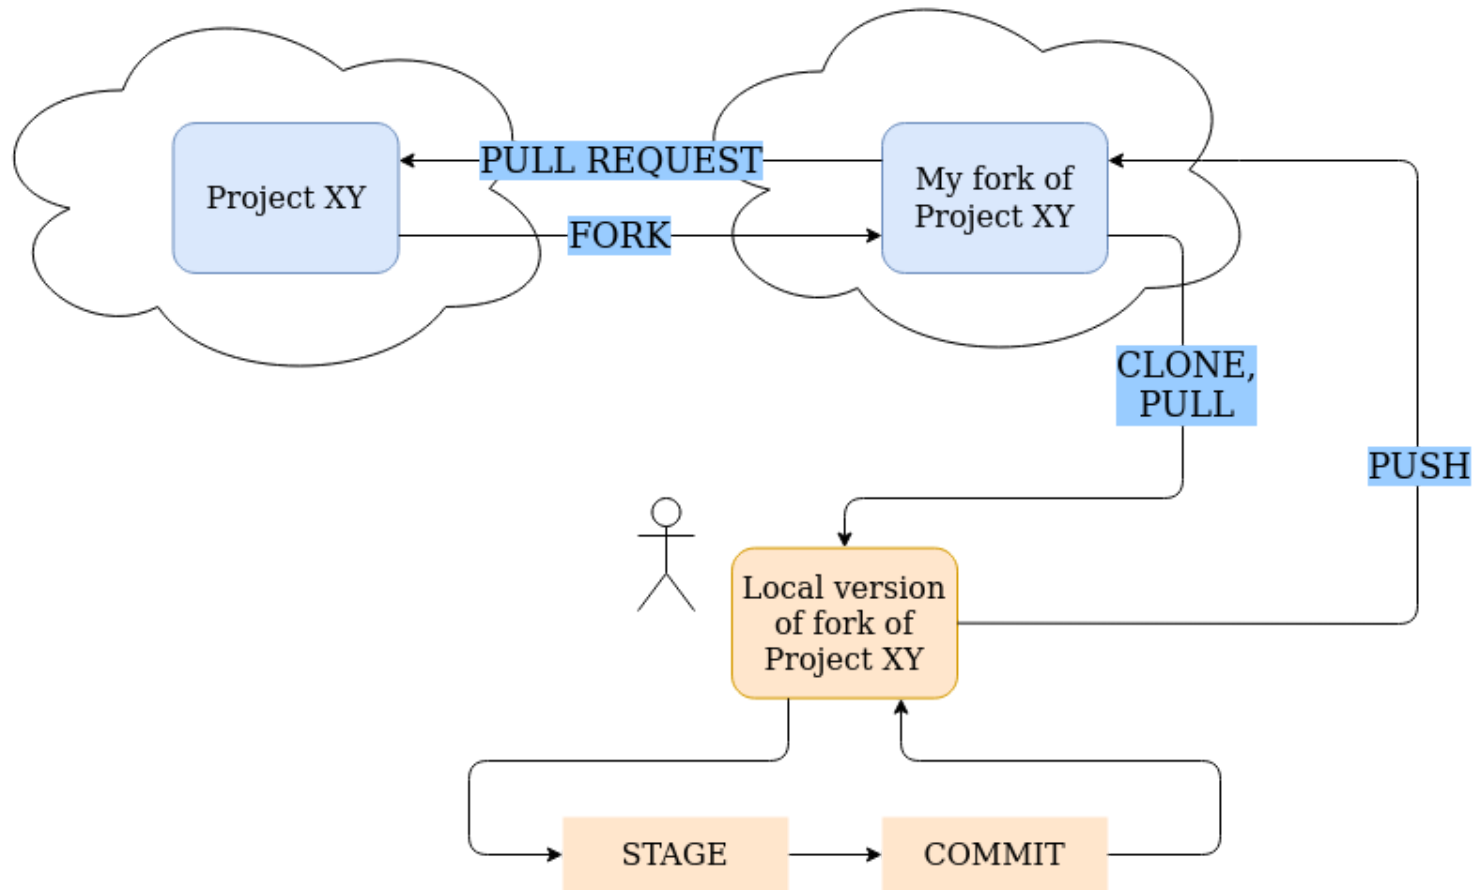 PULL REQUEST
Project XY
My fork of
Project XY
FORK
CLONE,
PULL
PUSH
Local version
of fork of
Project XY
STAGE
COMMIT